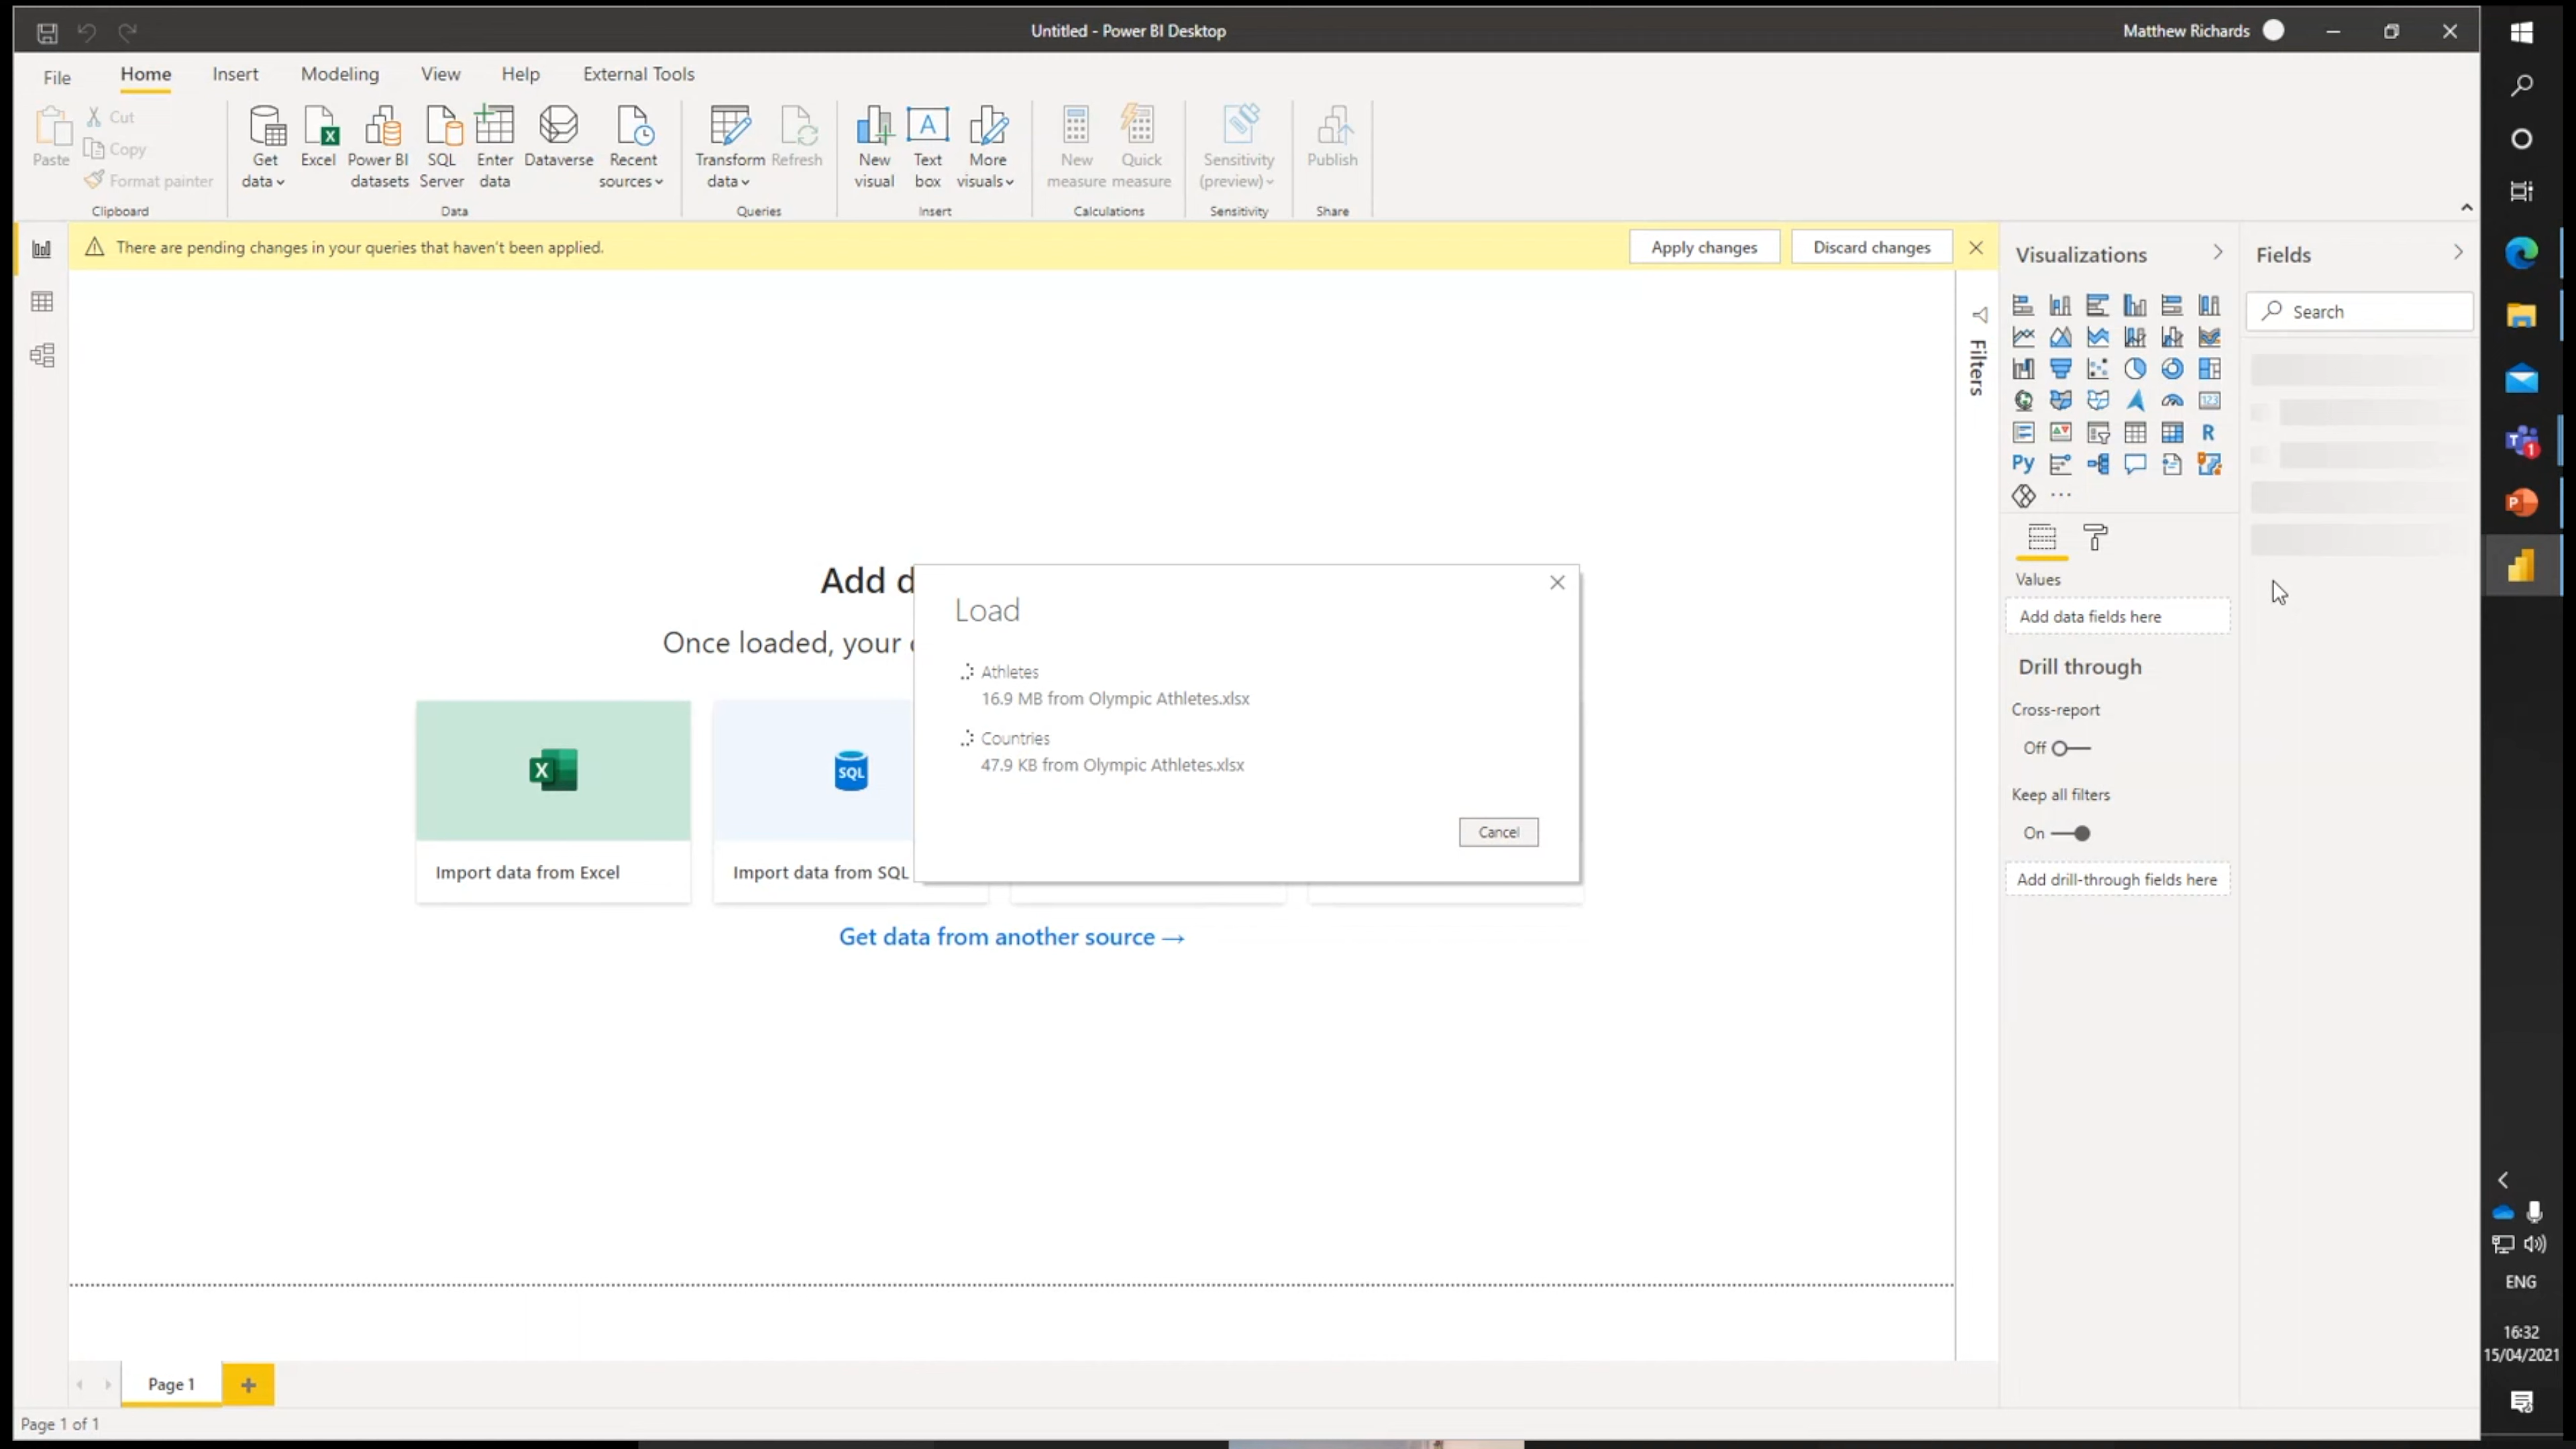 Untitled - Power BI Desktop
Matthew Richards
File
Home
Insert
Modeling
View
Help
External Tools
Paste
Cut
Copy
Format painter
Clipboard
Get data
Excel
Power BI datasets
SQL Server
Enter data
Dataverse
Recent sources
Data
Transform data
Refresh
Queries
New visual
Text box
More visuals
Insert
New measure
Quick measure
Calculations
Sensitivity (preview)
Sensitivity
Publish
Share
There are pending changes in your queries that haven't been applied.
Apply changes
Discard changes
Filters
Visualizations
Fields
Search
123
R
Py
Values
Add data fields here
Drill through
Cross-report
Off
Keep all filters
On
Add drill-through fields here
Add d
Once loaded, your
X
SQL
Import data from Excel
Import data from SQL
Get data from another source →
Load
Athletes
16.9 MB from Olympic Athletes.xlsx
Countries
47.9 KB from Olympic Athletes.xlsx
Cancel
Page 1
Page 1 of 1
T
1
P
ENG
16:32
15/04/2021